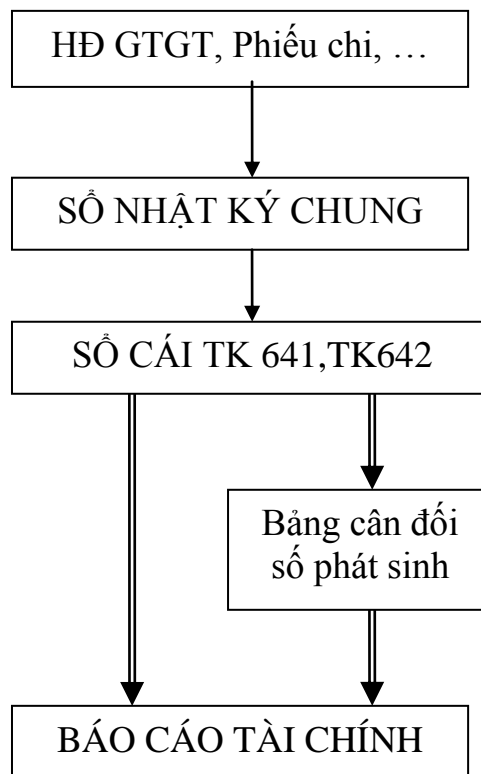 HĐ GTGT, Phiếu chi, …
SỔ NHẬT KÝ CHUNG
SỔ CÁI TK 641,TK642
Bảng cân đối
số phát sinh
BÁO CÁO TÀI CHÍNH